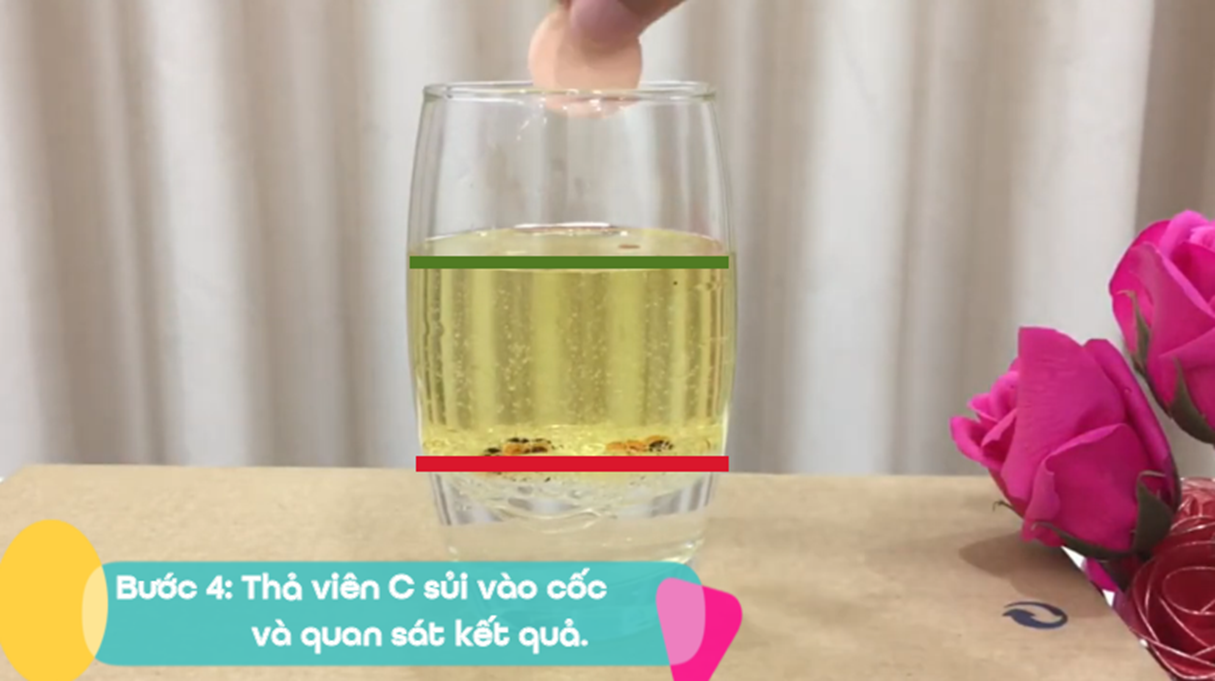 Bước 4: Thả viên C sủi vào cốc
và quan sát kết quả.